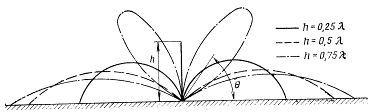 h = 0,25 λ
h = 0,5 λ
h = 0,75 λ
h
θ